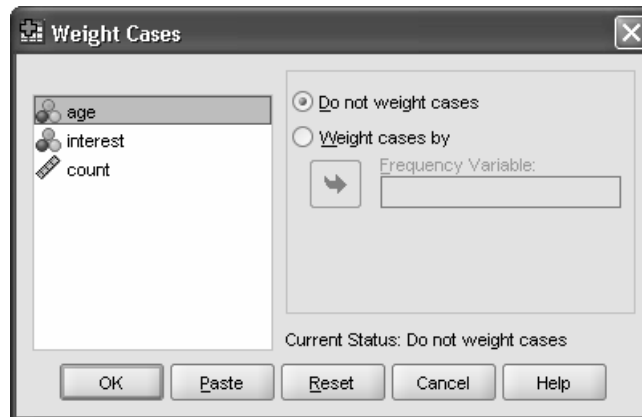 Weight Cases
age
interest
count
Do not weight cases
Weight cases by
Frequency Variable:
Current Status: Do not weight cases
OK
Paste
Reset
Cancel
Help